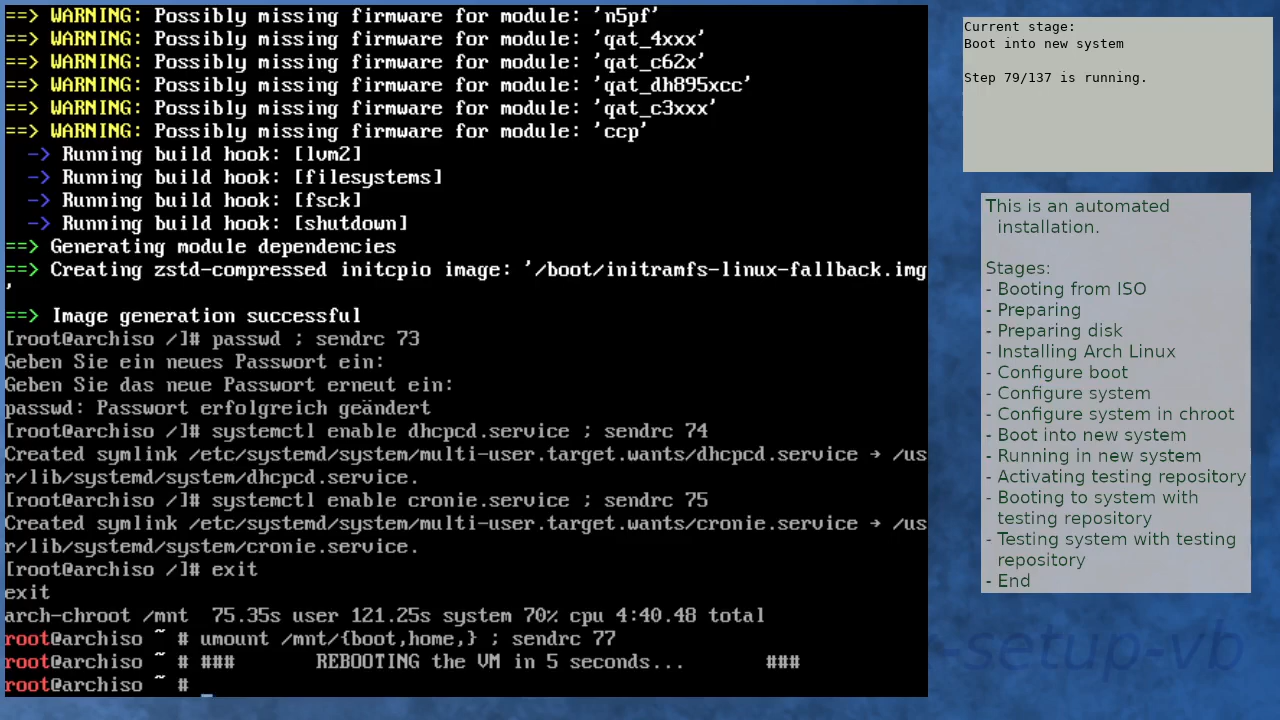 ==> WARNING: Possibly missing firmware for module: 'n5pf'
==> WARNING: Possibly missing firmware for module: 'qat_4xxx'
==> WARNING: Possibly missing firmware for module: 'qat_c62x'
==> WARNING: Possibly missing firmware for module: 'qat_dh895xcc'
==> WARNING: Possibly missing firmware for module: 'qat_c3xxx'
==> WARNING: Possibly missing firmware for module: 'ccp'
-> Running build hook: [lvm2]
-> Running build hook: [filesystems]
-> Running build hook: [fsck]
-> Running build hook: [shutdown]
==> Generating module dependencies
==> Creating zstd-compressed initcpio image: '/boot/initramfs-linux-fallback.img
'
==> Image generation successful
[root@archiso /]# passwd ; sendrc 73
Geben Sie ein neues Passwort ein:
Geben Sie das neue Passwort erneut ein:
passwd: Passwort erfolgreich geändert
[root@archiso /]# systemctl enable dhcpcd.service ; sendrc 74
Created symlink /etc/systemd/system/multi-user.target.wants/dhcpcd.service → /us
r/lib/systemd/system/dhcpcd.service.
[root@archiso /]# systemctl enable cronie.service ; sendrc 75
Created symlink /etc/systemd/system/multi-user.target.wants/cronie.service → /us
r/lib/systemd/system/cronie.service.
[root@archiso /]# exit
exit
arch-chroot /mnt  75.35s user 121.25s system 70% cpu 4:40.48 total
root@archiso ~ # umount /mnt/{boot,home,} ; sendrc 77
root@archiso ~ # ###       REBOOTING the VM in 5 seconds...       ###
root@archiso ~ #
Current stage:
Boot into new system
Step 79/137 is running.
This is an automated
installation.
Stages:
- Booting from ISO
- Preparing
- Preparing disk
- Installing Arch Linux
- Configure boot
- Configure system
- Configure system in chroot
- Boot into new system
- Running in new system
- Activating testing repository
- Booting to system with
testing repository
- Testing system with testing
repository
- End
-setup-vb